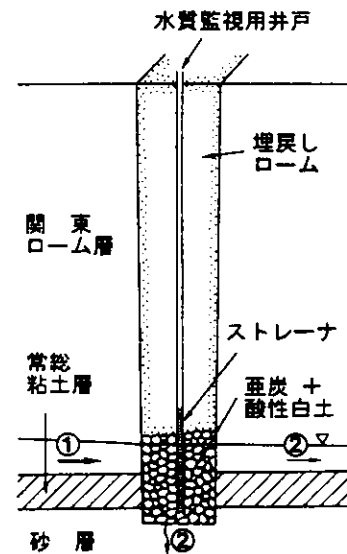 水質監視用井戸
埋戻し
ローム
関東
ローム層
ストレーナ
常総
粘土層
亜炭+
酸性白土
①
②
砂層
②